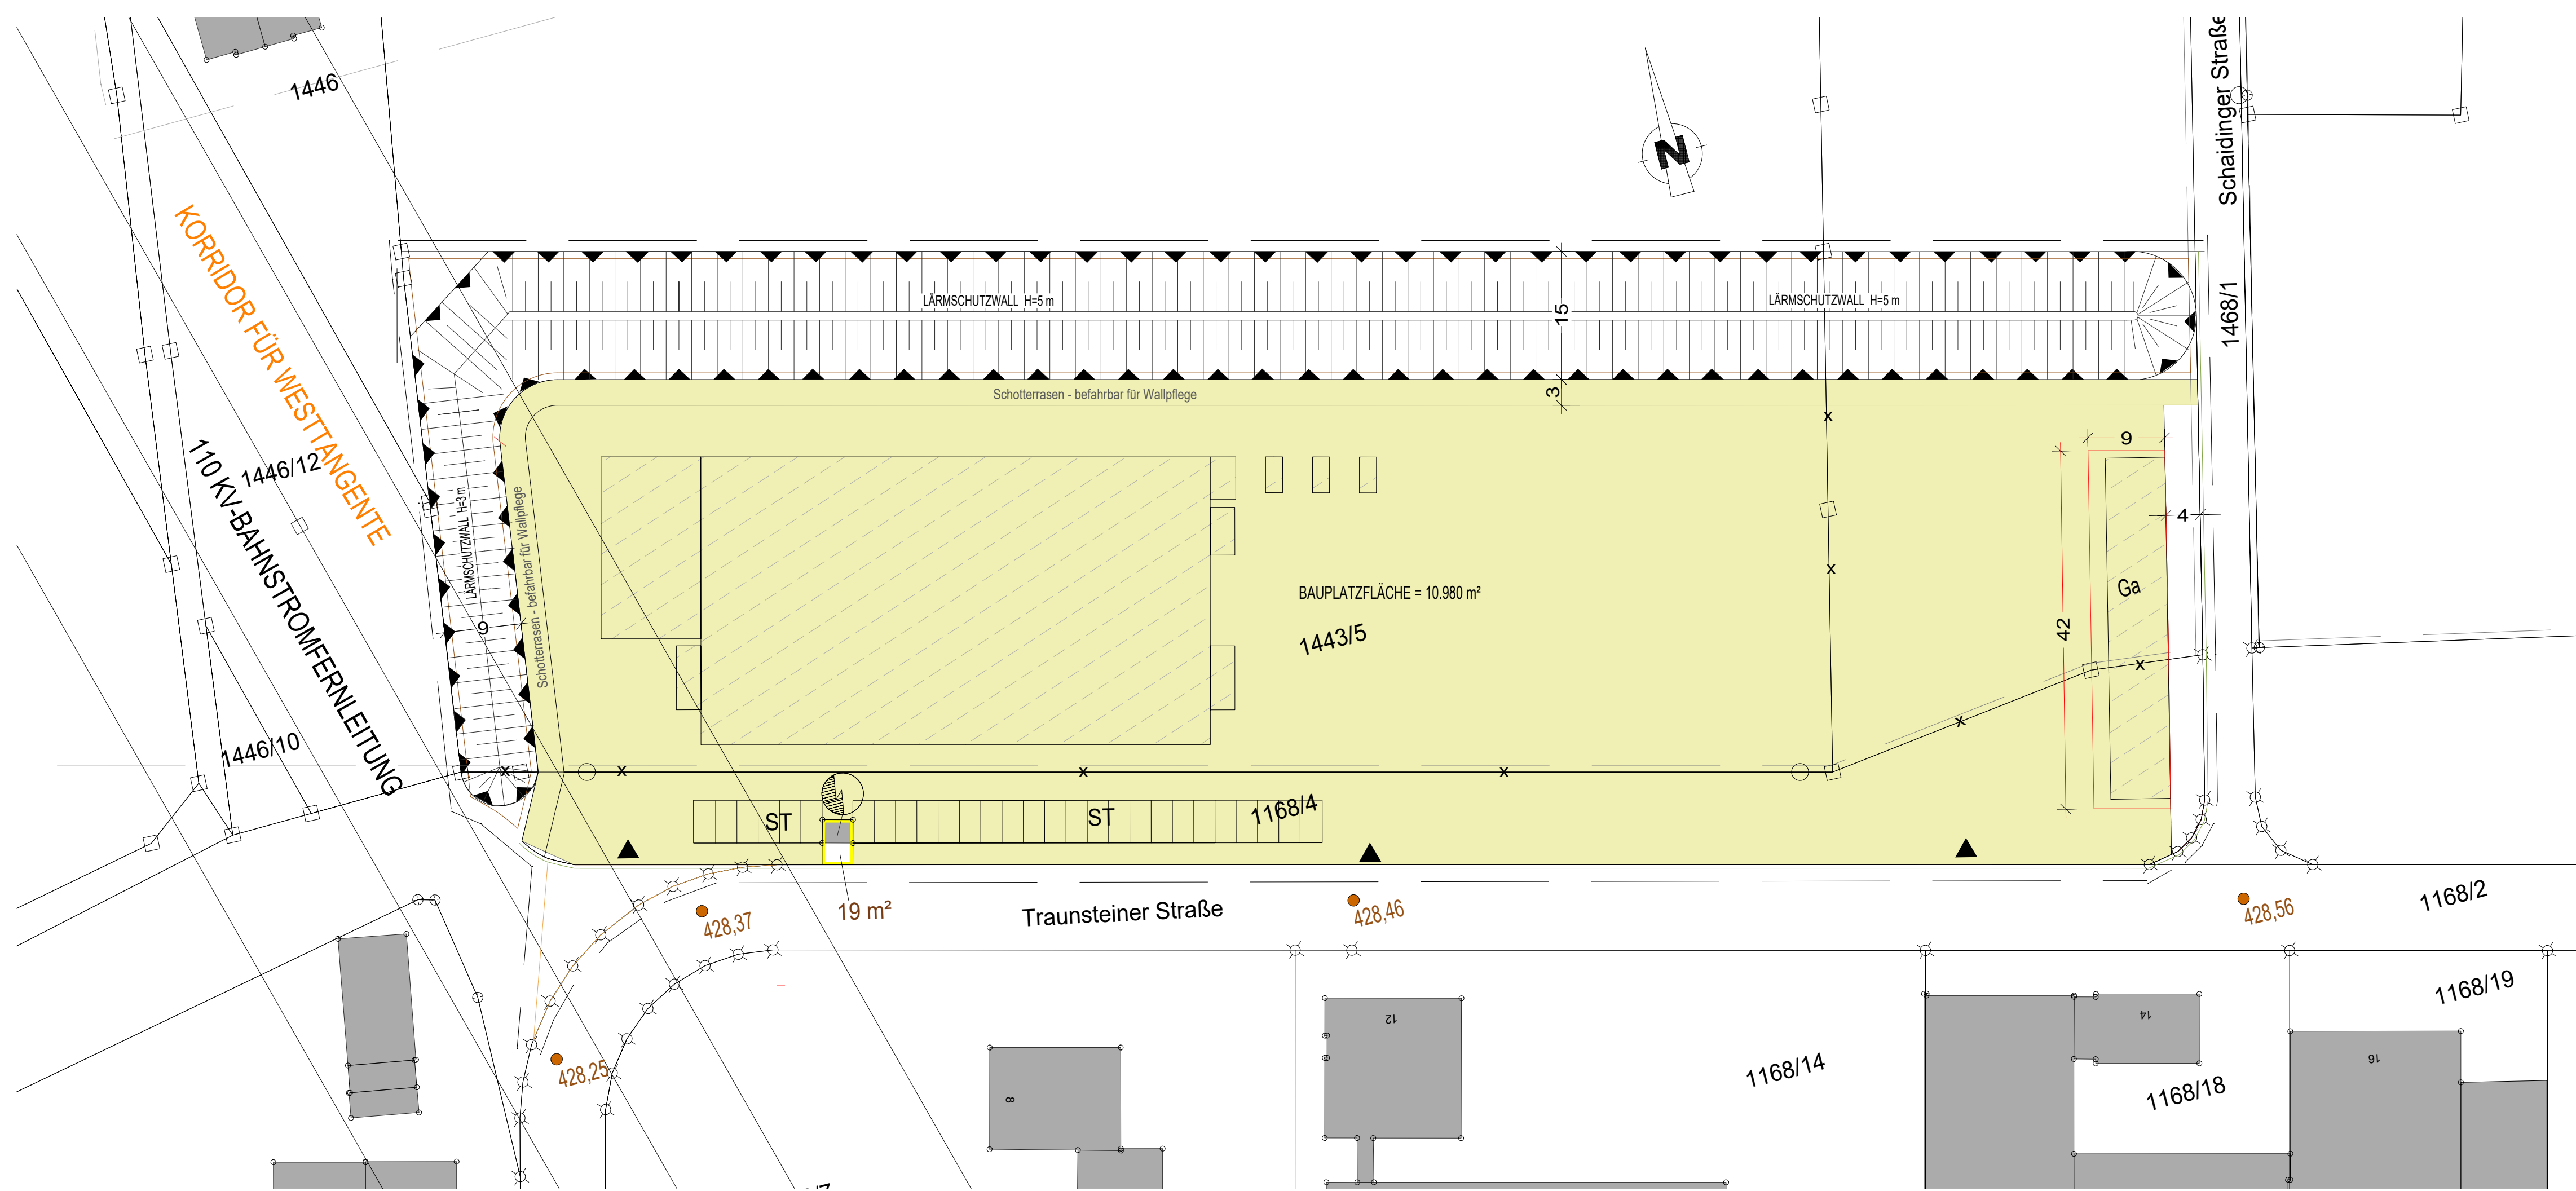 1446
Schaidinger Straße
N
KORRIDOR FÜR WESTTANGENTE
LÄRMSCHUTZWALL H=5 m
15
LÄRMSCHUTZWALL H=5 m
1468/1
Schotterrasen - befahrbar für Wallpflege
3
x
9
110 KV-BAHNSTROMFERNLEITUNG
1446/12
LÄRMSCHUTZWALL H=3 m
Schotterrasen - befahrbar für Wallpflege
9
4
x
BAUPLATZFLÄCHE = 10.980 m²
1443/5
Ga
42
x
x
1446/10
x
x
x
x
ST
ST
1168/4
19 m²
Traunsteiner Straße
428,37
428,46
428,56
1168/2
428,25
8
12
14
16
1168/14
1168/18
1168/19